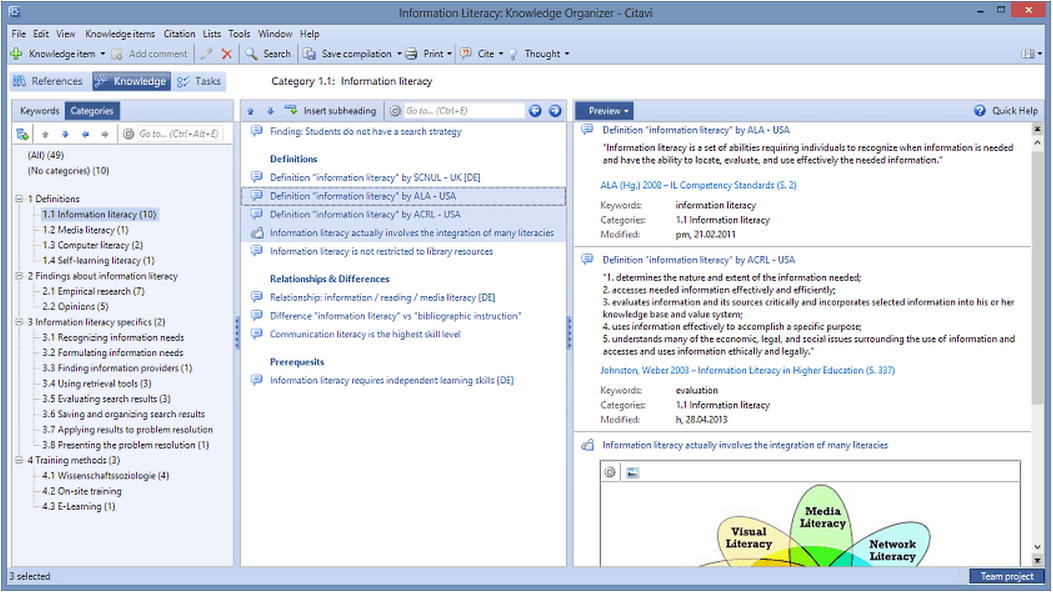 Information Literacy: Knowledge Organizer - Citavi
File Edit View Knowledge items Citation Lists Tools Window Help
Knowledge item Add comment Search Save compilation Print Cite Thought
References Knowledge Tasks Category 1.1: Information literacy
Keywords Categories
Go to... (Ctrl+Alt+E)
(All) (49)
(No categories) (10)
1 Definitions
1.1 Information literacy (10)
1.2 Media literacy (1)
1.3 Computer literacy (2)
1.4 Self-learning literacy (1)
2 Findings about information literacy
2.1 Empirical research (7)
2.2 Opinions (5)
3 Information literacy specifics (2)
3.1 Recognizing information needs
3.2 Formulating information needs
3.3 Finding information providers (1)
3.4 Using retrieval tools (3)
3.5 Evaluating search results (3)
3.6 Saving and organizing search results
3.7 Applying results to problem resolution
3.8 Presenting the problem resolution (1)
4 Training methods (3)
4.1 Wissenschaftssoziologie (4)
4.2 On-site training
4.3 E-Learning (1)
Insert subheading Go to... (Ctrl+E)
Finding: Students do not have a search strategy
Definitions
Definition "information literacy" by SCNUL - UK [DE]
Definition "information literacy" by ALA - USA
Definition "information literacy" by ACRL - USA
Information literacy actually involves the integration of many literacies
Information literacy is not restricted to library resources
Relationships & Differences
Relationship: information / reading / media literacy [DE]
Difference "information literacy" vs "bibliographic instruction"
Communication literacy is the highest skill level
Prerequesits
Information literacy requires independent learning skills [DE]
Preview Quick Help
Definition "information literacy" by ALA - USA
"Information literacy is a set of abilities requiring individuals to recognize when information is needed
and have the ability to locate, evaluate, and use effectively the needed information."
ALA (Hg.) 2008 – IL Competency Standards (S. 2)
Keywords: information literacy
Categories: 1.1 Information literacy
Modified: pm, 21.02.2011
Definition "information literacy" by ACRL - USA
"1. determines the nature and extent of the information needed;
2. accesses needed information effectively and efficiently;
3. evaluates information and its sources critically and incorporates selected information into his or her
knowledge base and value system;
4. uses information effectively to accomplish a specific purpose;
5. understands many of the economic, legal, and social issues surrounding the use of information and
accesses and uses information ethically and legally."
Johnston, Weber 2003 – Information Literacy in Higher Education (S. 337)
Keywords: evaluation
Categories: 1.1 Information literacy
Modified: h, 28.04.2013
Information literacy actually involves the integration of many literacies
Media
Literacy
Visual
Literacy
Network
Literacy
3 selected
Team project